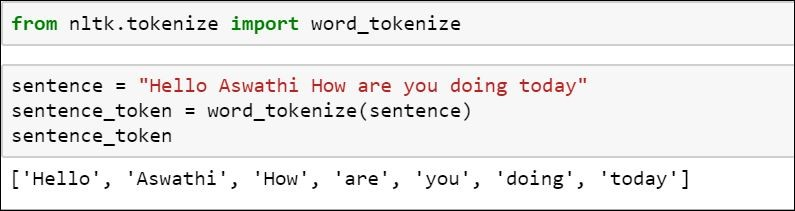 from nltk.tokenize import word_tokenize
sentence = "Hello Aswathi How are you doing today"
sentence_token = word_tokenize(sentence)
sentence_token
['Hello', 'Aswathi', 'How', 'are', 'you', 'doing', 'today']